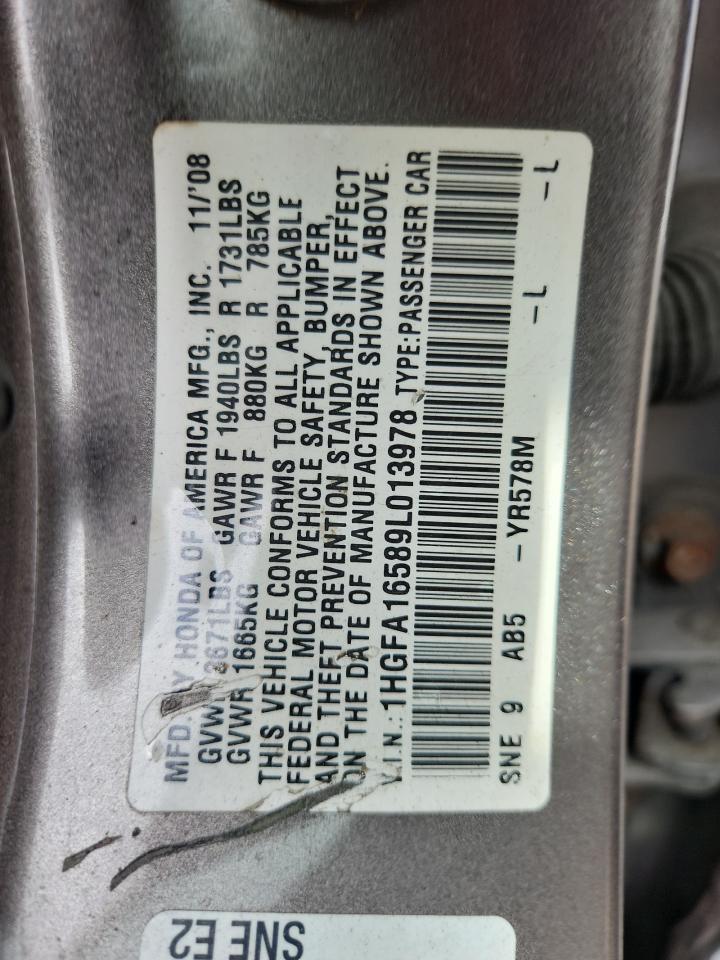 MFD. BY HONDA OF AMERICA MFG., INC. 11/'08
GVWR 3671LBS GAWR F 1940LBS R 1731LBS
GVWR 1665KG GAWR F 880KG R 785KG
THIS VEHICLE CONFORMS TO ALL APPLICABLE
FEDERAL MOTOR VEHICLE SAFETY, BUMPER,
AND THEFT PREVENTION STANDARDS IN EFFECT
ON THE DATE OF MANUFACTURE SHOWN ABOVE.
V.I.N.: 1HGFA16589L013978 TYPE:PASSENGER CAR
SNE 9 AB5 -YR578M -L -L
SNE E2